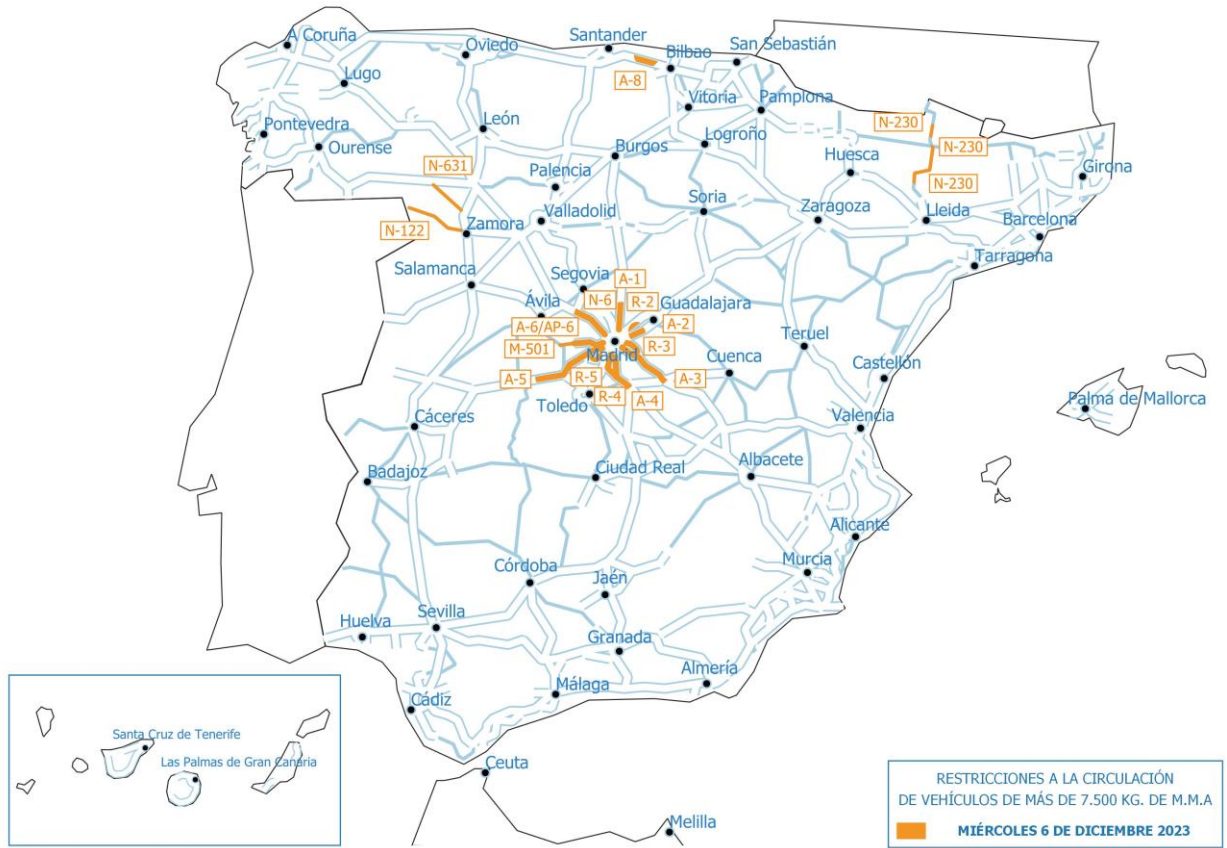 A Coruña
Oviedo
Santander
Bilbao
San Sebastián
Lugo
A-8
Vitoria
Pamplona
Pontevedra
Ourense
León
Burgos
Logroño
N-230
N-230
N-631
Palencia
Huesca
Girona
N-230
N-122
Zamora
Valladolid
Soria
Zaragoza
Lleida
Barcelona
Tarragona
Salamanca
Segovia
A-1
Ávila
N-6
R-2
Guadalajara
A-6/AP-6
A-2
M-501
Madrid
R-3
Teruel
Cuenca
Castellón
A-5
R-5
A-3
R-4
A-4
Toledo
Palma de Mallorca
Cáceres
Valencia
Badajoz
Ciudad Real
Albacete
Alicante
Córdoba
Jaén
Murcia
Huelva
Sevilla
Granada
Almería
Málaga
Cádiz
Santa Cruz de Tenerife
Las Palmas de Gran Canaria
Ceuta
Melilla
RESTRICCIONES A LA CIRCULACIÓN
DE VEHÍCULOS DE MÁS DE 7.500 KG. DE M.M.A
MIÉRCOLES 6 DE DICIEMBRE 2023